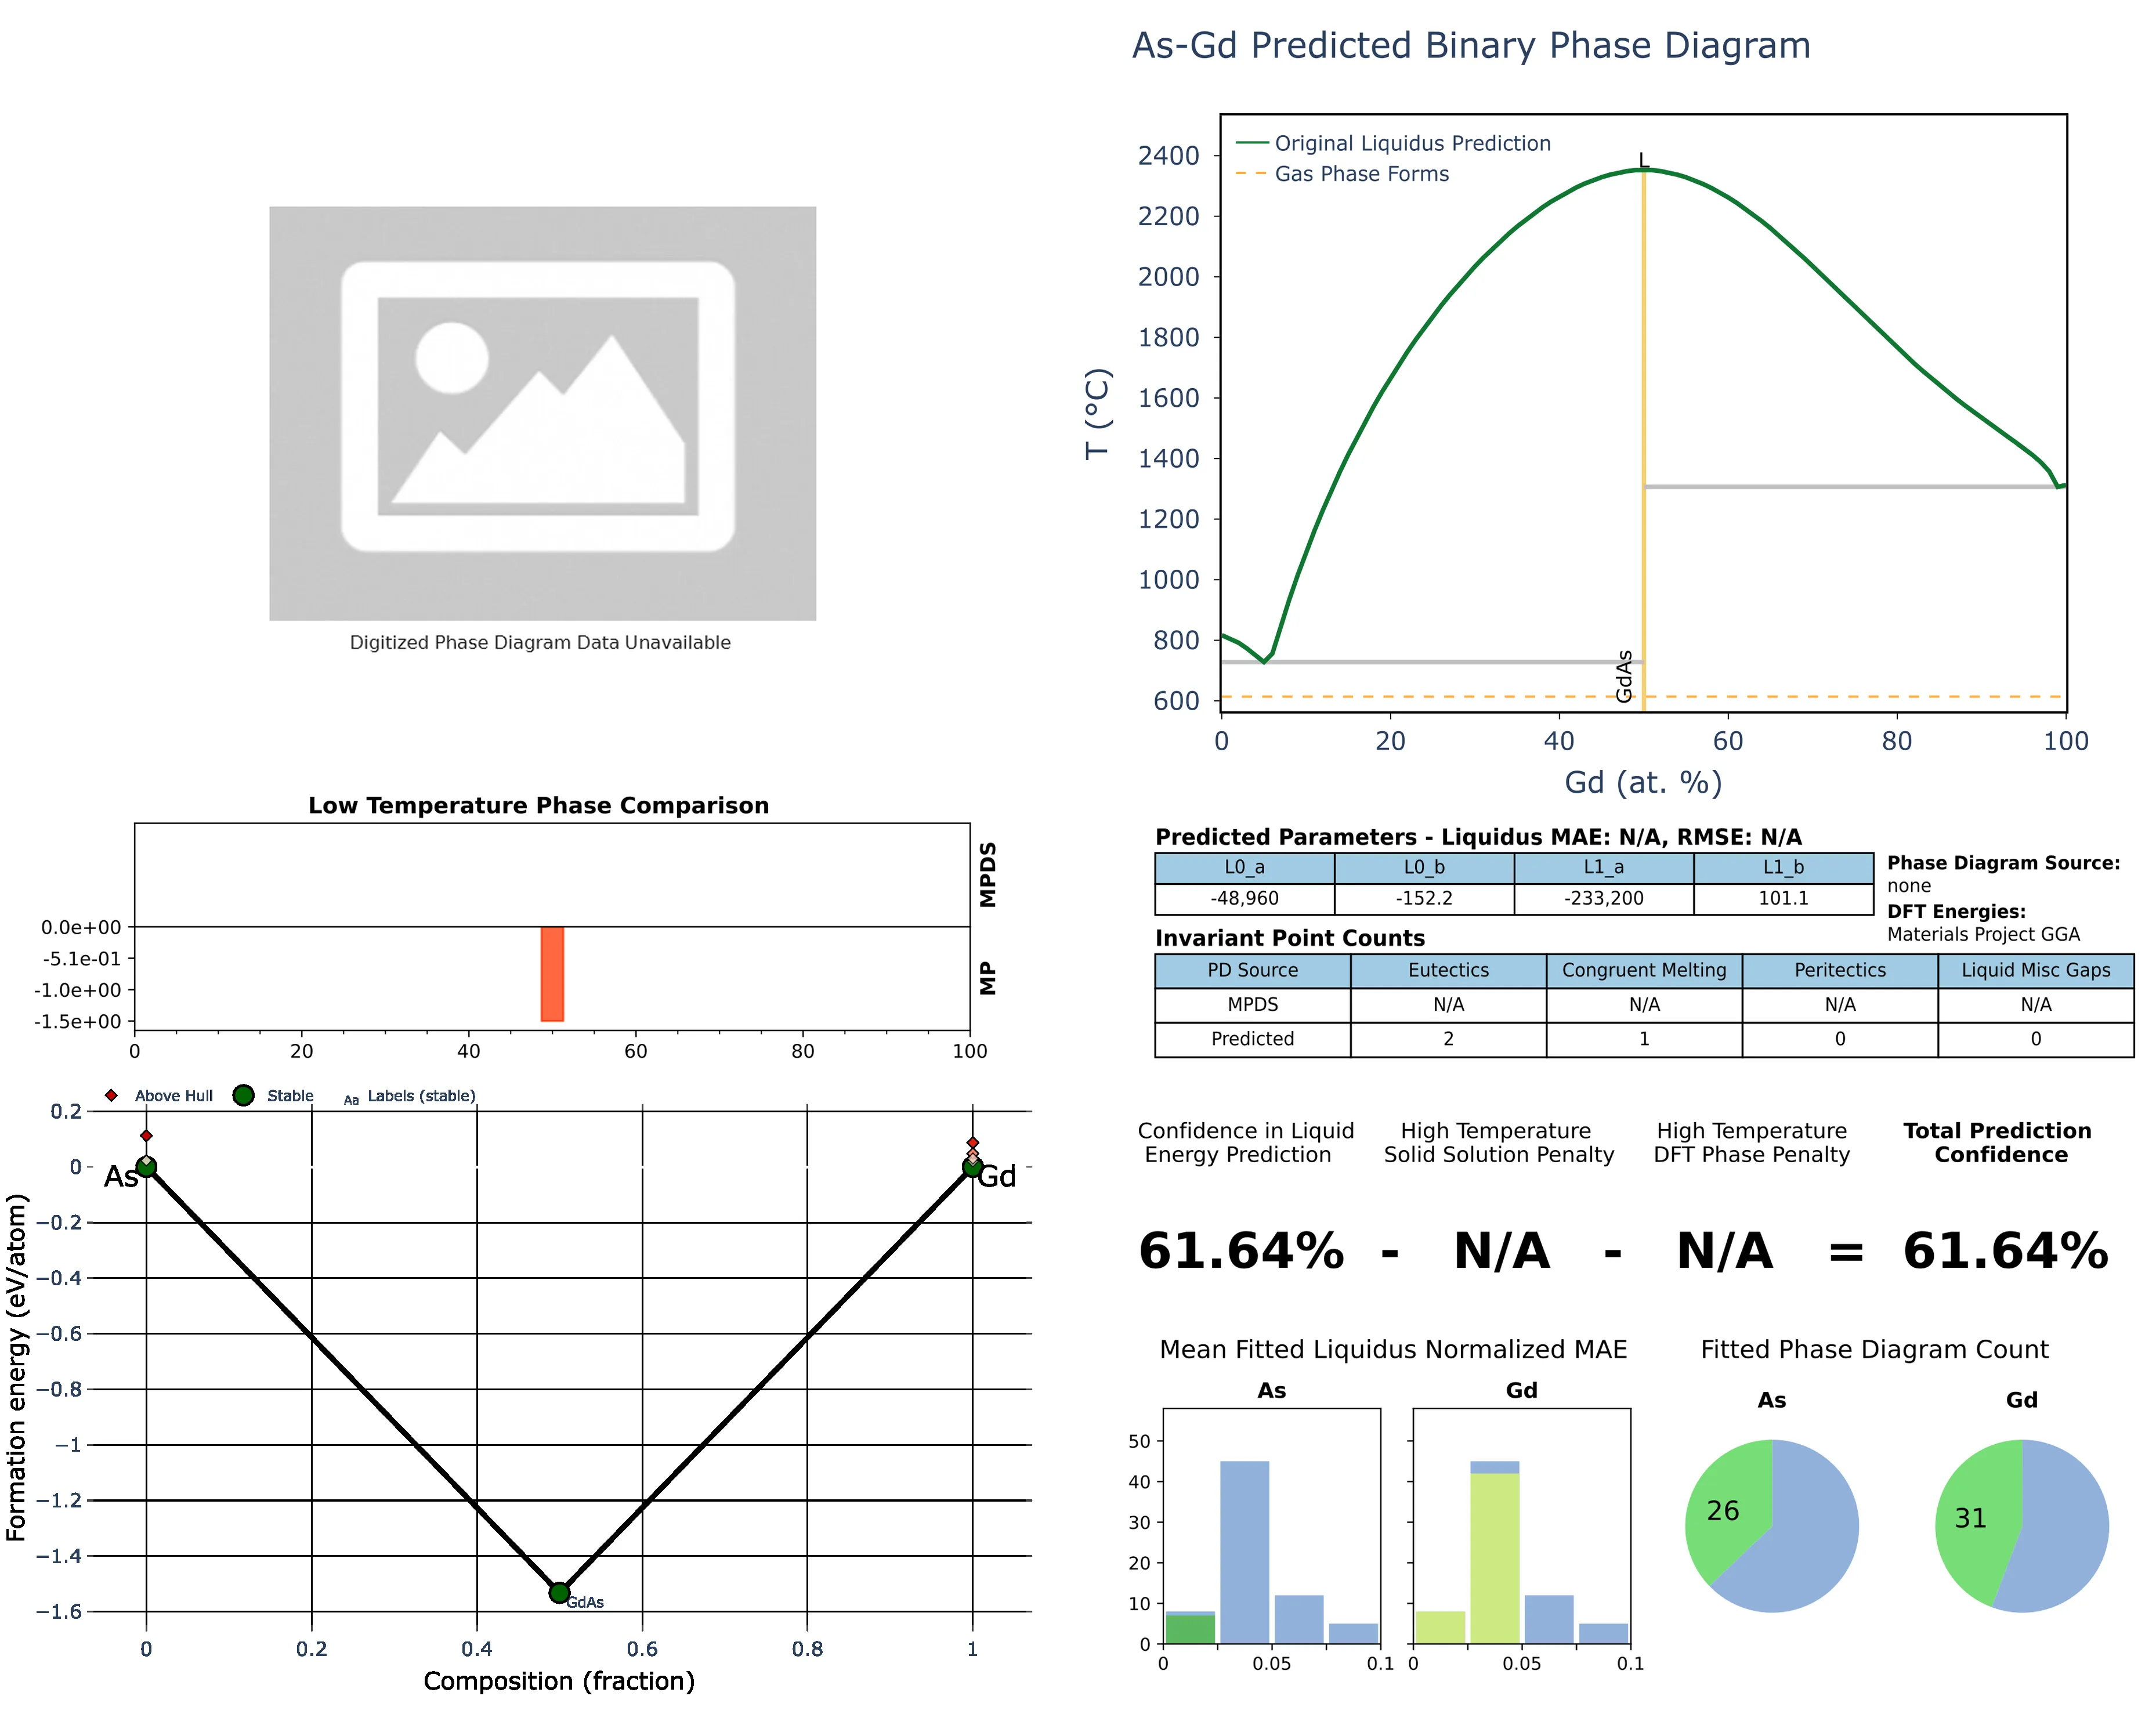 As-Gd Predicted Binary Phase Diagram
Digitized Phase Diagram Data Unavailable
Original Liquidus Prediction
Gas Phase Forms
L
GdAs
T (°C)
2400
2200
2000
1800
1600
1400
1200
1000
800
600
0 20 40 60 80 100
Gd (at. %)
Low Temperature Phase Comparison
MPDS
MP
0.0e+00
-5.1e-01
-1.0e+00
-1.5e+00
0 20 40 60 80 100
Predicted Parameters - Liquidus MAE: N/A, RMSE: N/A
L0_a L0_b L1_a L1_b
-48,960 -152.2 -233,200 101.1
Phase Diagram Source:
none
DFT Energies:
Materials Project GGA
Invariant Point Counts
PD Source Eutectics Congruent Melting Peritectics Liquid Misc Gaps
MPDS N/A N/A N/A N/A
Predicted 2 1 0 0
Above Hull Stable Aa Labels (stable)
0.2
0
−0.2
−0.4
−0.6
−0.8
−1
−1.2
−1.4
−1.6
As
Gd
GdAs
Formation energy (eV/atom)
0 0.2 0.4 0.6 0.8 1
Composition (fraction)
Confidence in Liquid
Energy Prediction
High Temperature
Solid Solution Penalty
High Temperature
DFT Phase Penalty
Total Prediction
Confidence
61.64% - N/A - N/A = 61.64%
Mean Fitted Liquidus Normalized MAE
As
Gd
50
40
30
20
10
0
0 0.05 0.1
0 0.05 0.1
Fitted Phase Diagram Count
As
Gd
26
31